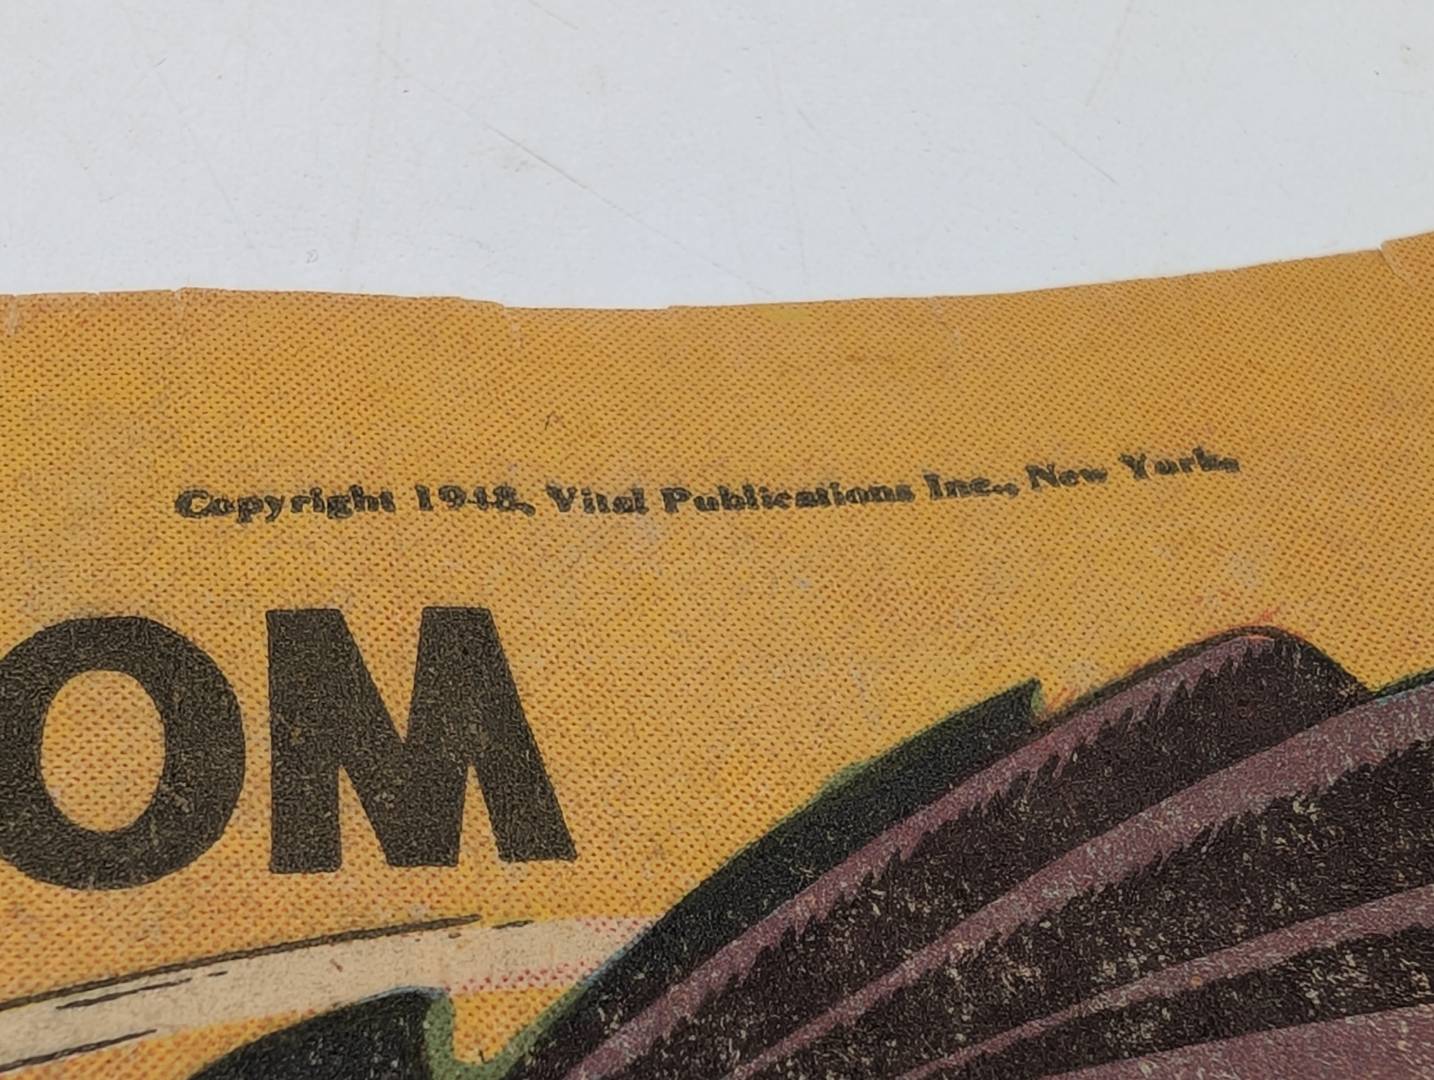 Copyright 1948, Vital Publications Inc., New York.
OM